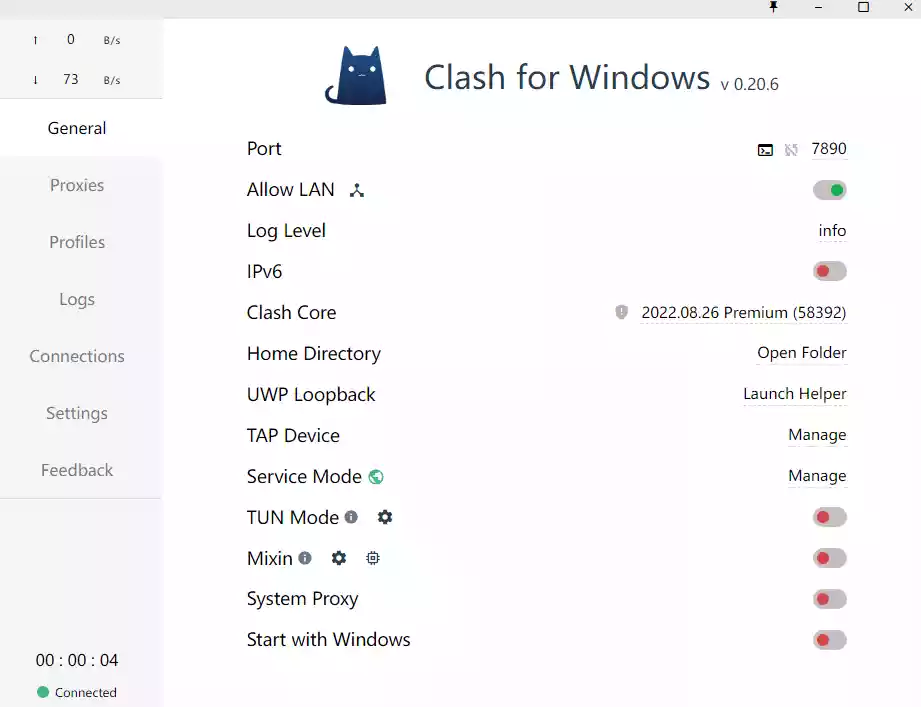 ↑ 0 B/s
↓ 73 B/s
General
Proxies
Profiles
Logs
Connections
Settings
Feedback
00 : 00 : 04
Connected
Clash for Windows v 0.20.6
Port 7890
Allow LAN
Log Level info
IPv6
Clash Core 2022.08.26 Premium (58392)
Home Directory Open Folder
UWP Loopback Launch Helper
TAP Device Manage
Service Mode Manage
TUN Mode
Mixin
System Proxy
Start with Windows